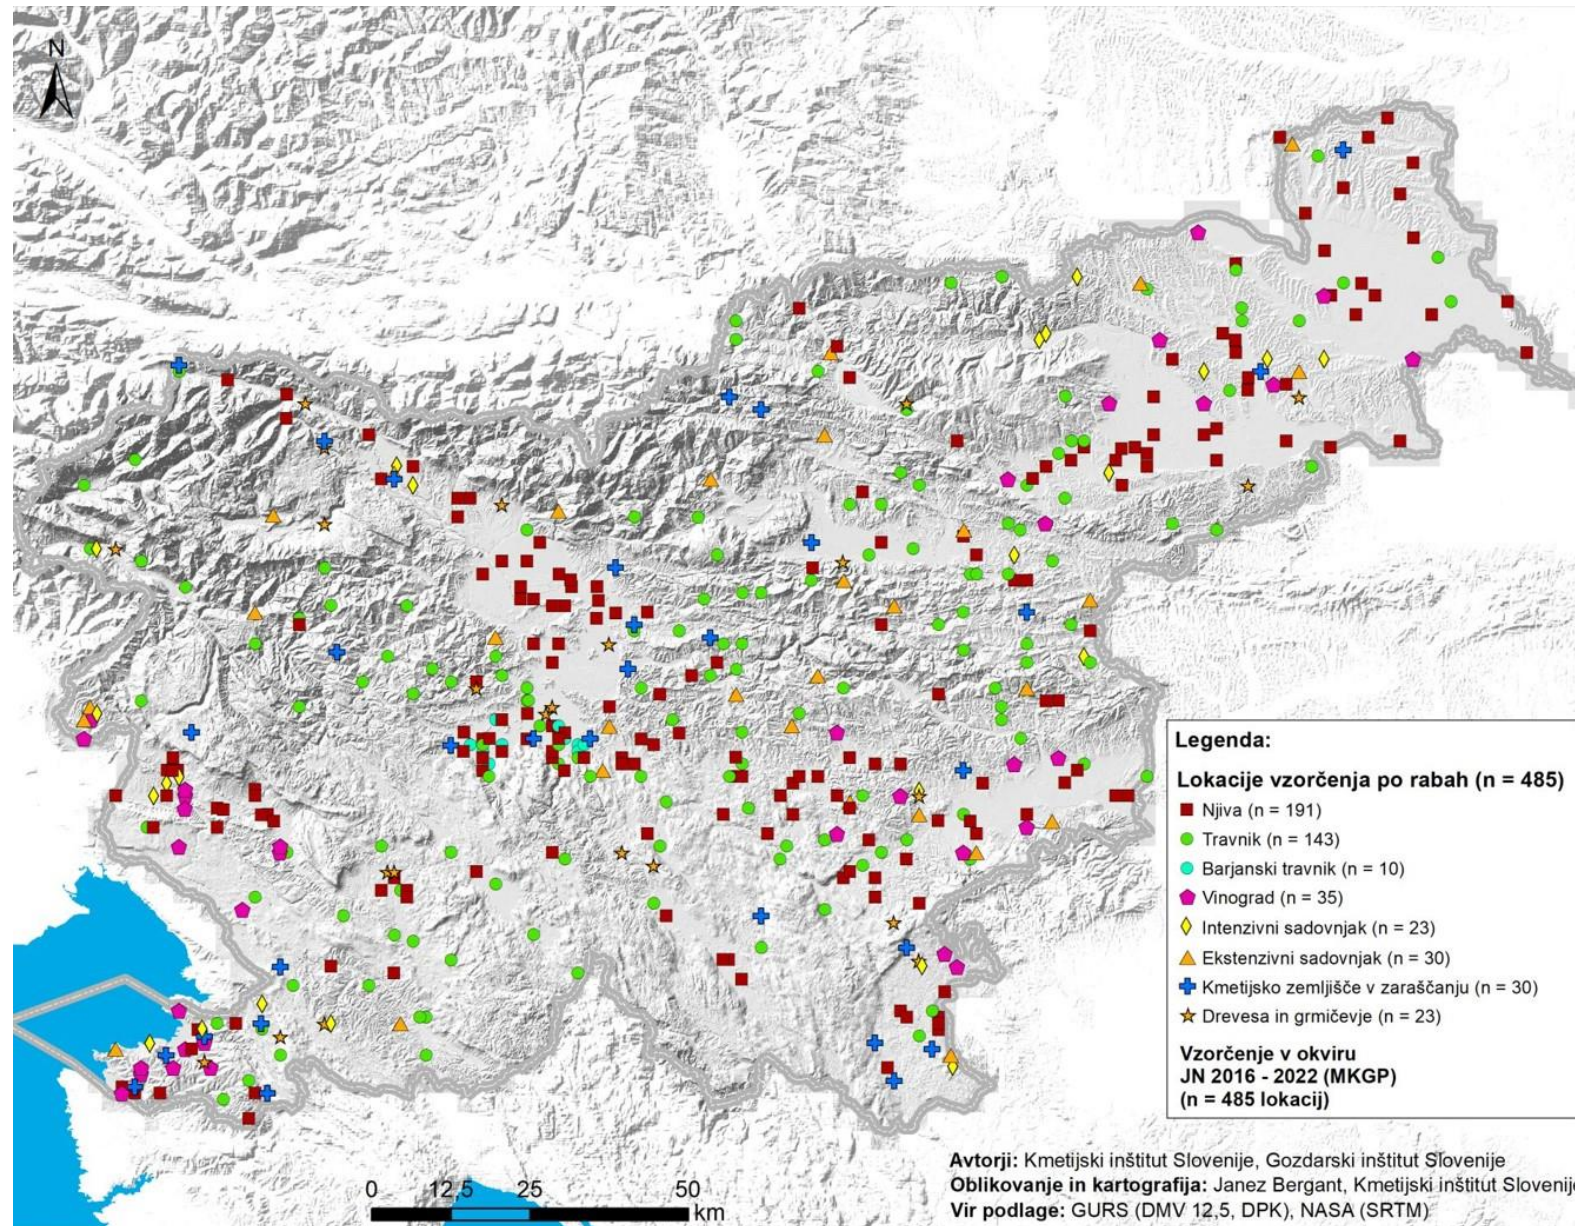 N
Legenda:
Lokacije vzorčenja po rabah (n = 485)
Njiva (n = 191)
Travnik (n = 143)
Barjanski travnik (n = 10)
Vinograd (n = 35)
Intenzivni sadovnjak (n = 23)
Ekstenzivni sadovnjak (n = 30)
Kmetijsko zemljišče v zaraščanju (n = 30)
Drevesa in grmičevje (n = 23)
Vzorčenje v okviru
JN 2016 - 2022 (MKGP)
(n = 485 lokacij)
0 12,5 25 50
km
Avtorji: Kmetijski inštitut Slovenije, Gozdarski inštitut Slovenije
Oblikovanje in kartografija: Janez Bergant, Kmetijski inštitut Slovenije
Vir podlage: GURS (DMV 12,5, DPK), NASA (SRTM)